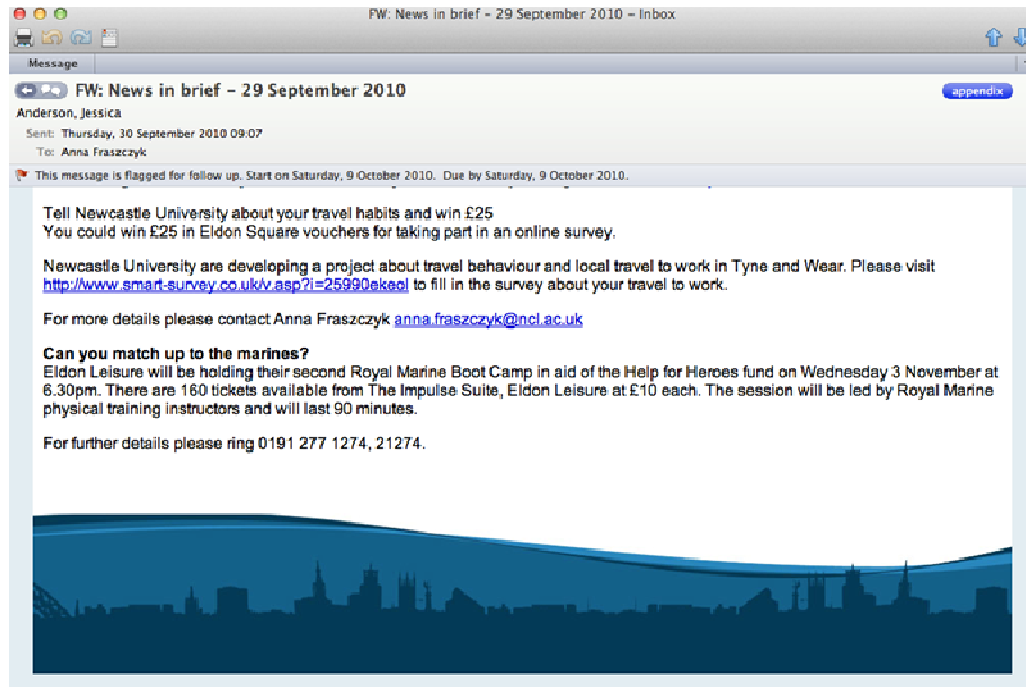 FW: News in brief – 29 September 2010 – Inbox
Message
FW: News in brief – 29 September 2010
appendix
Anderson, Jessica
Sent: Thursday, 30 September 2010 09:07
To: Anna Fraszczyk
This message is flagged for follow up. Start on Saturday, 9 October 2010. Due by Saturday, 9 October 2010.
Tell Newcastle University about your travel habits and win £25
You could win £25 in Eldon Square vouchers for taking part in an online survey.
Newcastle University are developing a project about travel behaviour and local travel to work in Tyne and Wear. Please visit
http://www.smart-survey.co.uk/v.asp?i=25990ekeol to fill in the survey about your travel to work.
For more details please contact Anna Fraszczyk anna.fraszczyk@ncl.ac.uk
Can you match up to the marines?
Eldon Leisure will be holding their second Royal Marine Boot Camp in aid of the Help for Heroes fund on Wednesday 3 November at
6.30pm. There are 160 tickets available from The Impulse Suite, Eldon Leisure at £10 each. The session will be led by Royal Marine
physical training instructors and will last 90 minutes.
For further details please ring 0191 277 1274, 21274.